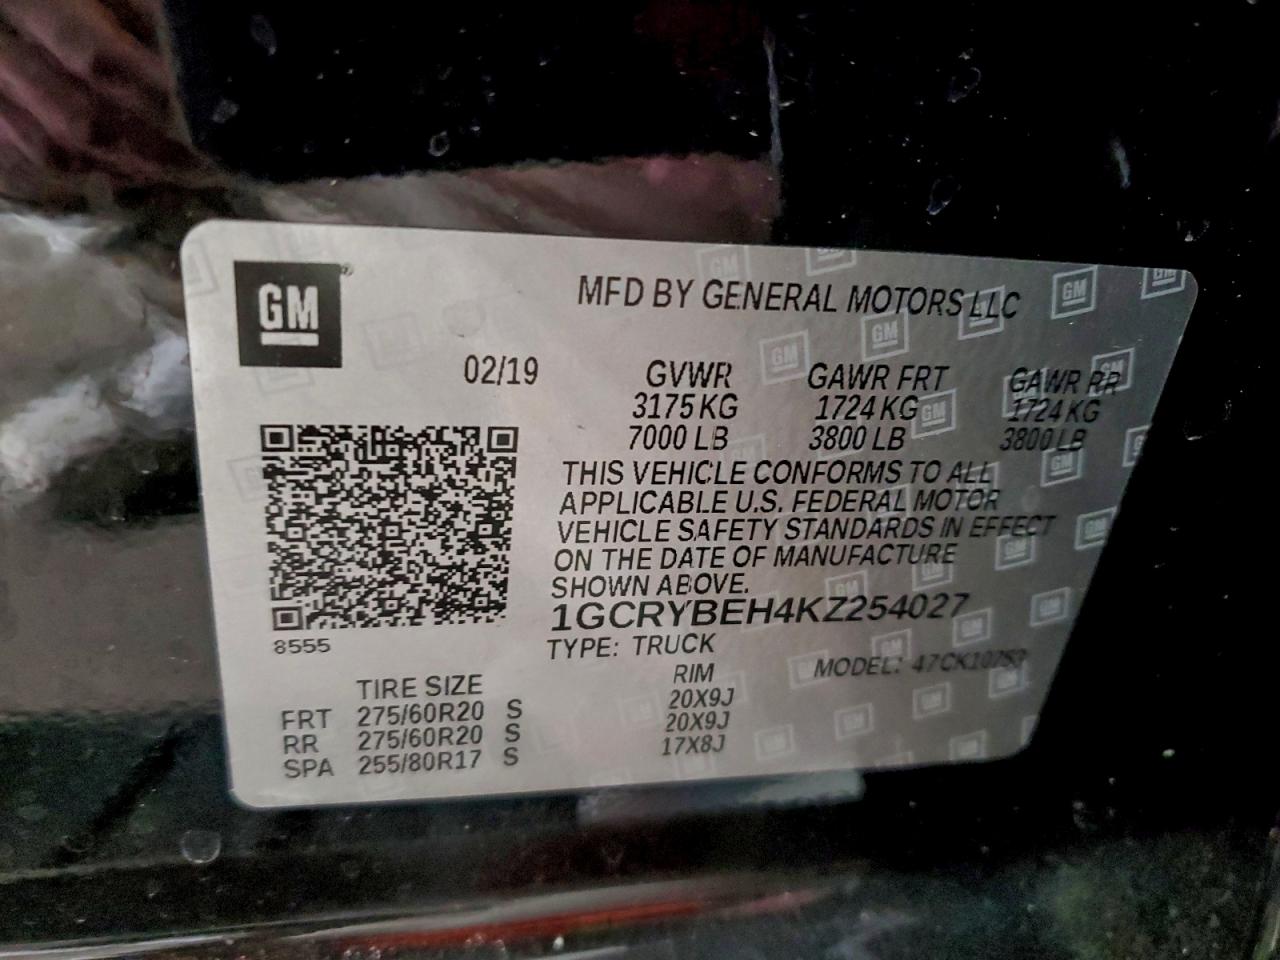 GM
MFD BY GENERAL MOTORS LLC
02/19 GVWR GAWR FRT GAWR RR
3175 KG 1724 KG 1724 KG
7000 LB 3800 LB 3800 LB
THIS VEHICLE CONFORMS TO ALL
APPLICABLE U.S. FEDERAL MOTOR
VEHICLE SAFETY STANDARDS IN EFFECT
ON THE DATE OF MANUFACTURE
SHOWN ABOVE.
1GCRYBEH4KZ254027
8555
TYPE: TRUCK
MODEL:
TIRE SIZE RIM
FRT 275/60R20 S 20X9J
RR 275/60R20 S 20X9J
SPA 255/80R17 S 17X8J